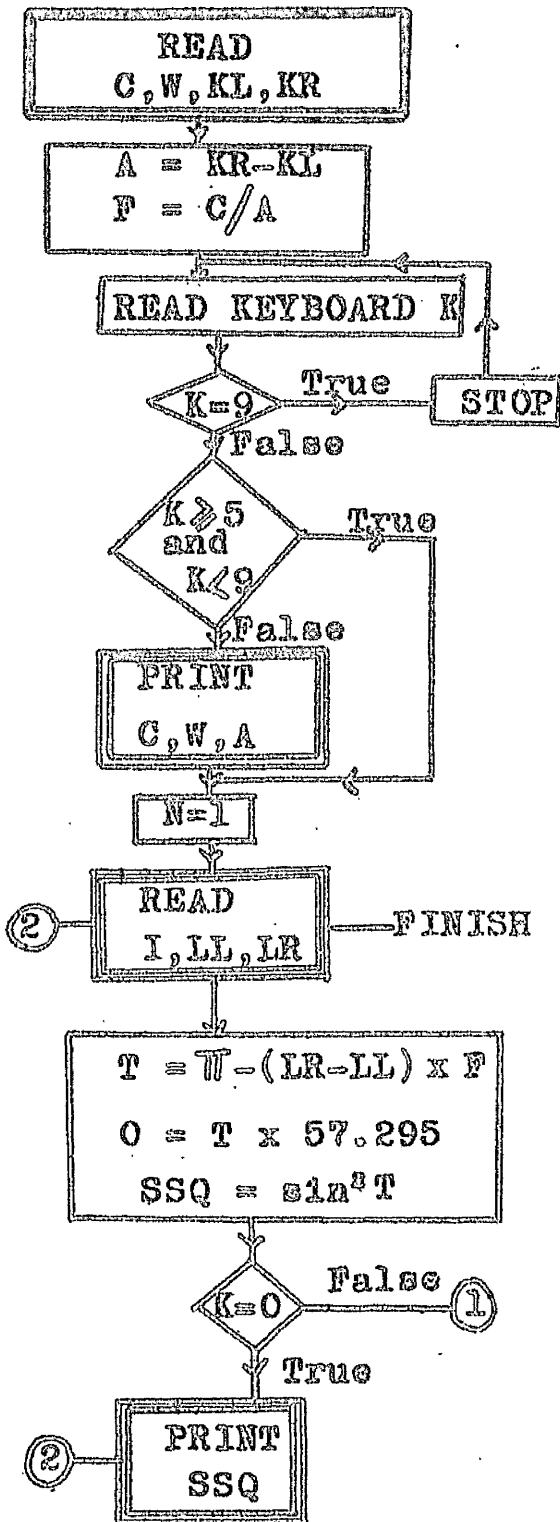 READ
C,W,KL,KR
A = KR-KL
F = C/A
READ KEYBOARD K
K=9
True
STOP
False
K⩾5
and
K<9
True
False
PRINT
C,W,A
N=1
2
READ
I,LL,LR
FINISH
T = π-(LR-LL) x F
O = T x 57.295
SSQ = sin² T
K=0
False
1
True
2
PRINT
SSQ